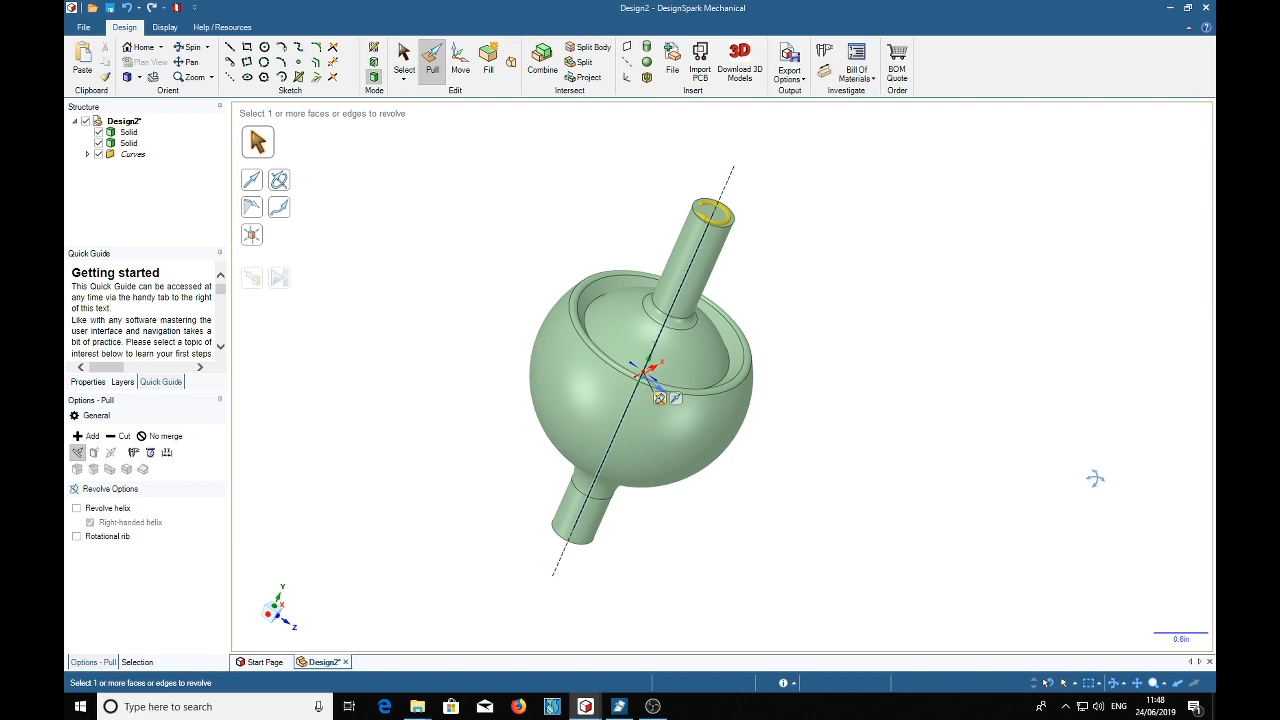 Design2 - DesignSpark Mechanical
File Design Display Help / Resources
Paste
Home
Plan View
Spin
Pan
Zoom
Select
Pull
Move
Fill
Combine
Split Body
Split
Project
File
Import PCB
3D
Download 3D Models
Export Options
Bill Of Materials
BOM Quote
Clipboard Orient Sketch Mode Edit Intersect Insert Output Investigate Order
Structure
Design2*
Solid
Solid
Curves
Select 1 or more faces or edges to revolve
Quick Guide
Getting started
This Quick Guide can be accessed at
any time via the handy tab to the right
of this text.
Like with any software mastering the
user interface and navigation takes a
bit of practice. Please select a topic of
interest below to learn your first steps
Properties Layers Quick Guide
Options - Pull
General
Add Cut No merge
Revolve Options
Revolve helix
Right-handed helix
Rotational rib
X
Y
X
Z
0.6in
Options - Pull Selection
Start Page Design2*
Select 1 or more faces or edges to revolve
Type here to search
ENG
11:48
24/06/2019
1